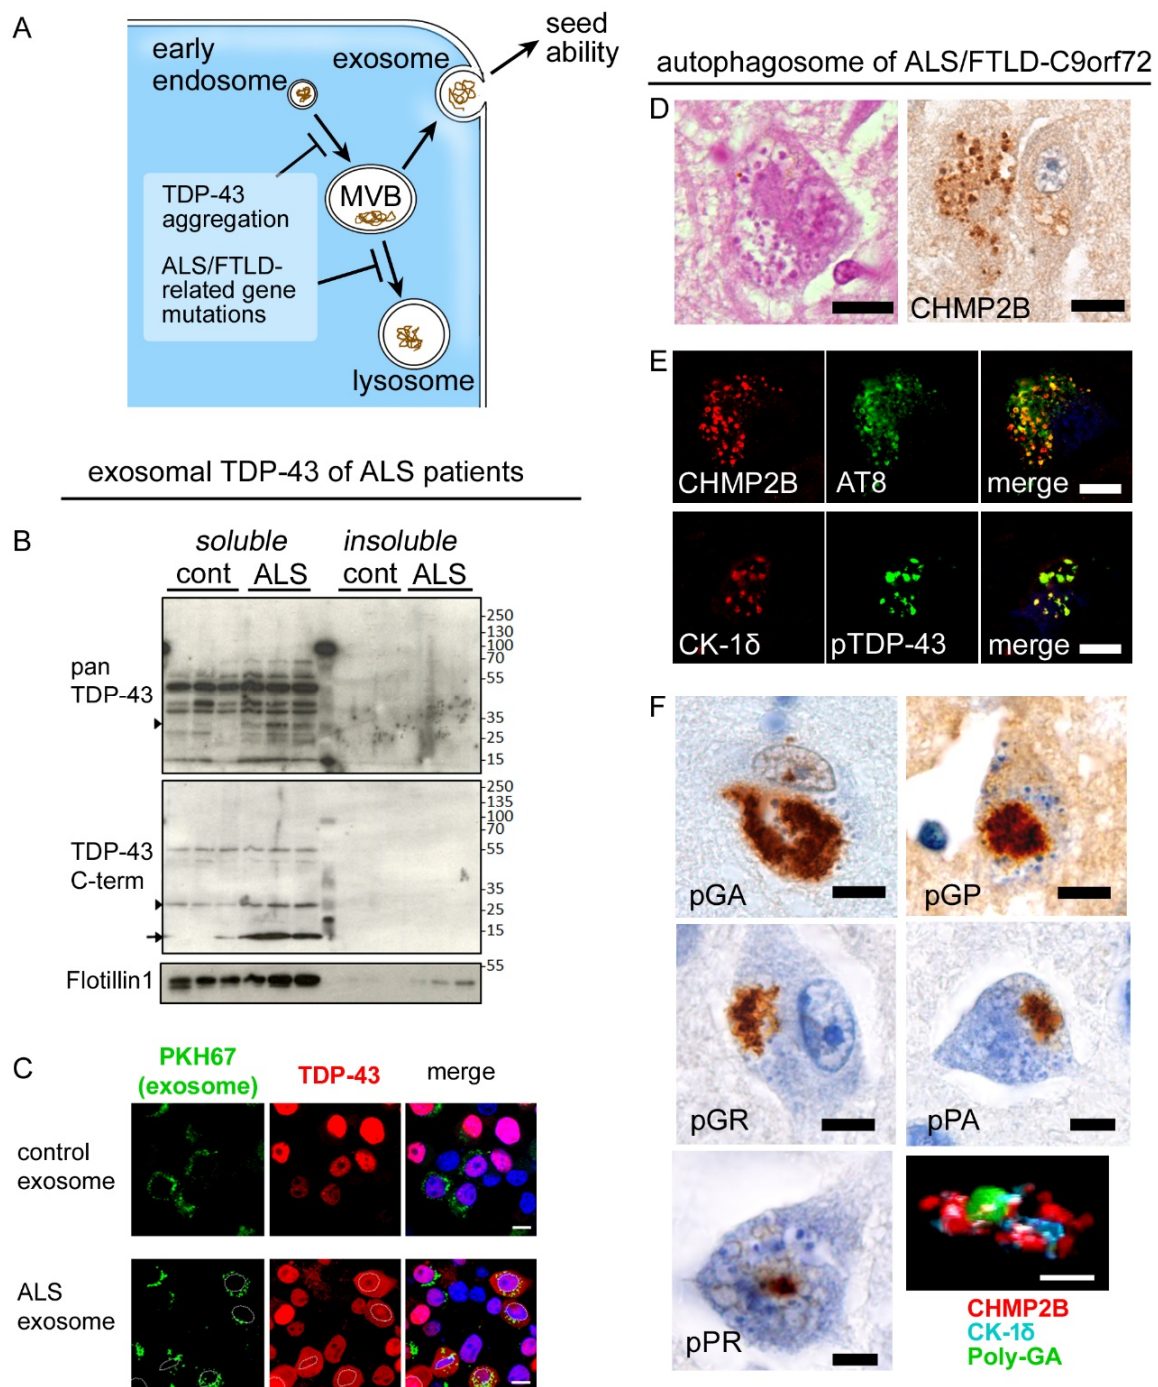 A
early
endosome
exosome
seed
ability
MVB
TDP-43
aggregation
ALS/FTLD-
related gene
mutations
lysosome
exosomal TDP-43 of ALS patients
B
soluble
insoluble
cont
ALS
cont
ALS
pan
TDP-43
250
130
100
70
55
35
25
15
TDP-43
C-term
250
135
100
70
55
35
25
15
Flotillin1
55
C
PKH67
(exosome)
TDP-43
merge
control
exosome
ALS
exosome
autophagosome of ALS/FTLD-C9orf72
D
CHMP2B
E
CHMP2B
AT8
merge
CK-1δ
pTDP-43
merge
F
pGA
pGP
pGR
pPA
pPR
CHMP2B
CK-1δ
Poly-GA